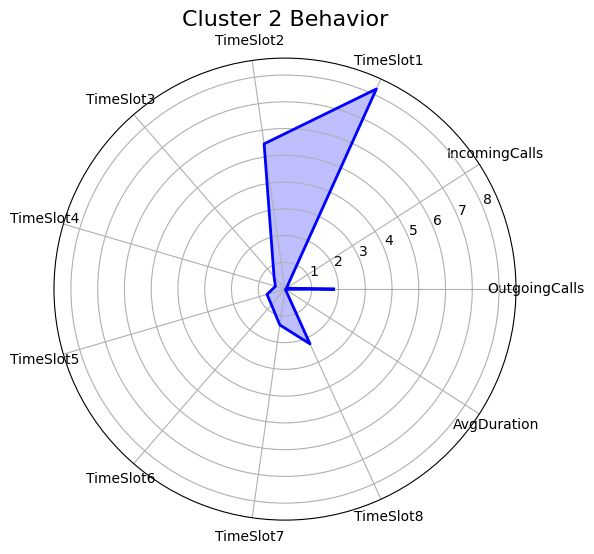 Cluster 2 Behavior
TimeSlot2
TimeSlot1
TimeSlot3
IncomingCalls
8
7
6
5
4
3
2
1
TimeSlot4
OutgoingCalls
TimeSlot5
AvgDuration
TimeSlot6
TimeSlot8
TimeSlot7